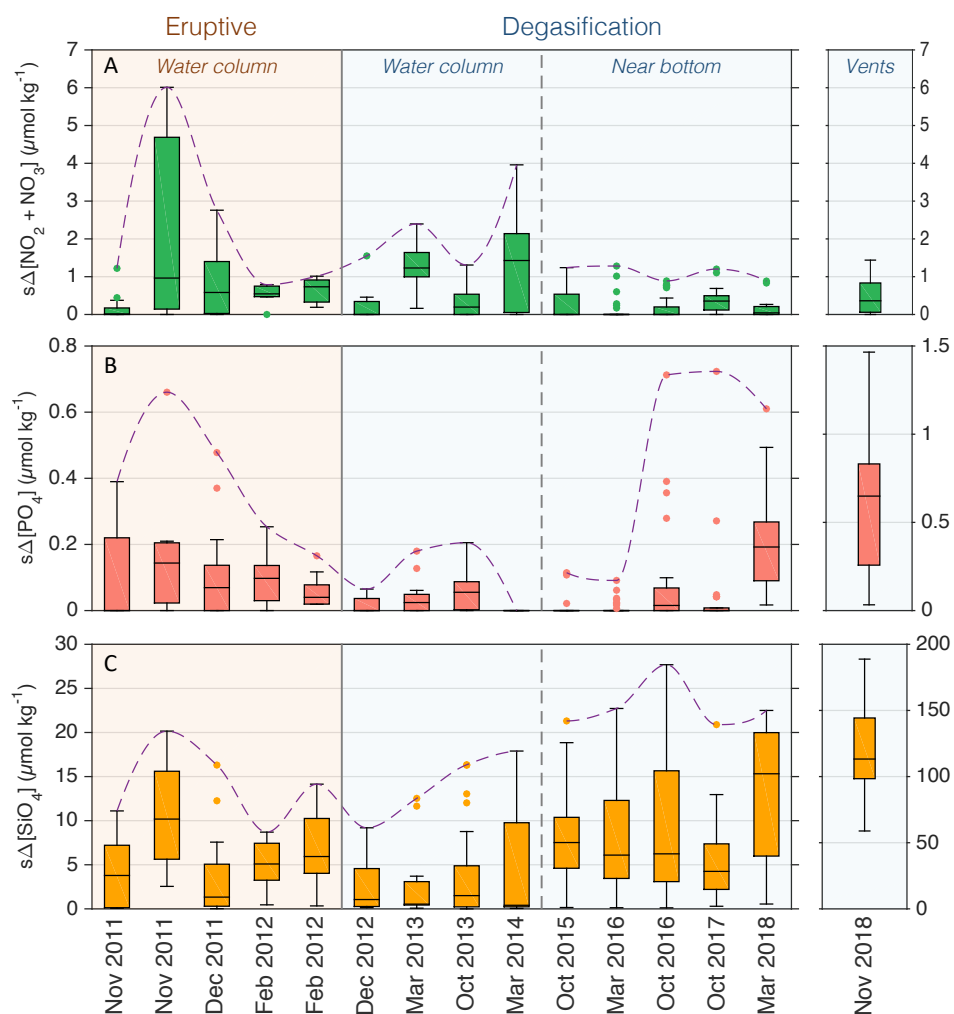 Eruptive Degasification
A Water column Water column Near bottom Vents
s∆[NO2 + NO3] (µmol kg-1)
7
6
5
4
3
2
1
0
7
6
5
4
3
2
1
0
B
s∆[PO4] (µmol kg-1)
0.8
0.6
0.4
0.2
0
1.5
1
0.5
0
C
s∆[SiO4] (µmol kg-1)
30
25
20
15
10
5
0
200
150
100
50
0
Nov 2011
Nov 2011
Dec 2011
Feb 2012
Feb 2012
Dec 2012
Mar 2013
Oct 2013
Mar 2014
Oct 2015
Mar 2016
Oct 2016
Oct 2017
Mar 2018
Nov 2018